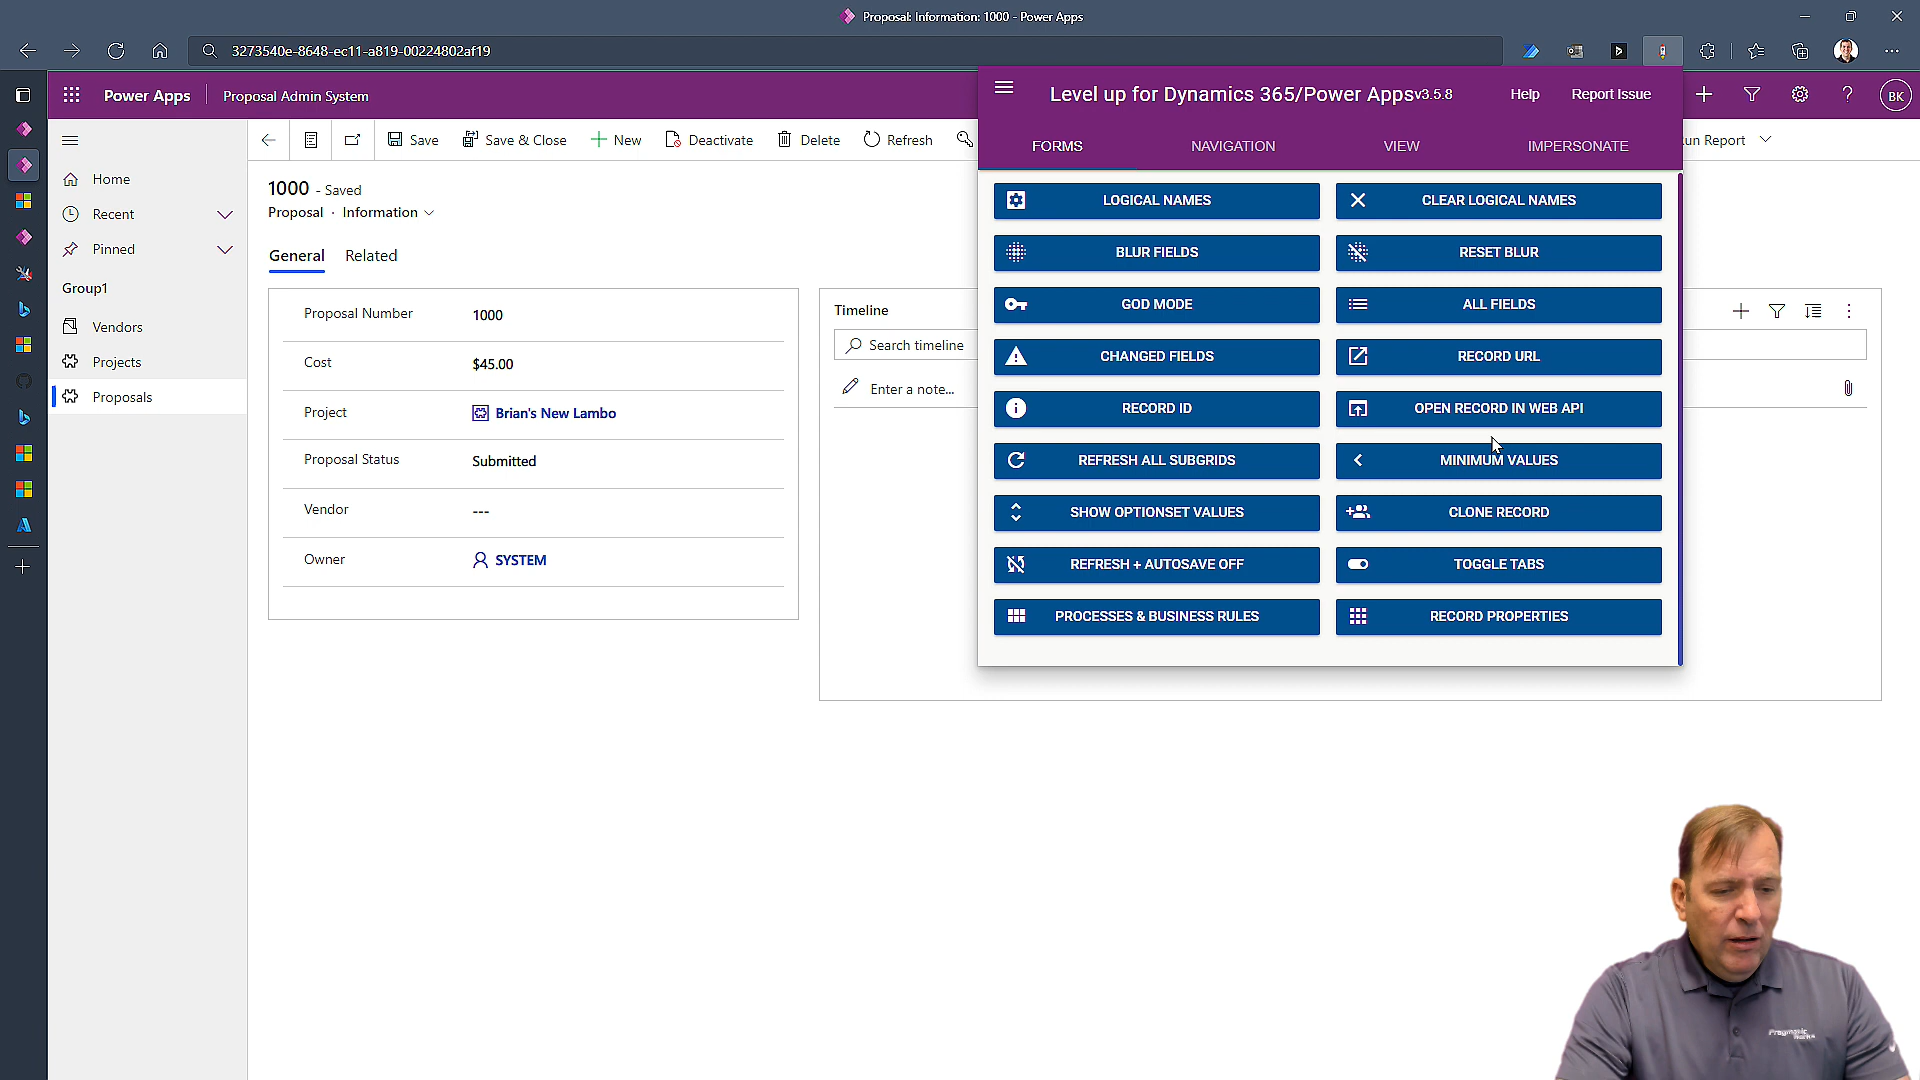 Proposal: Information: 1000 - Power Apps
3273540e-8648-ec11-a819-00224802af19
Power Apps
Proposal Admin System
Level up for Dynamics 365/Power Apps v3.5.8
Help
Report Issue
BK
FORMS
NAVIGATION
VIEW
IMPERSONATE
Save
Save & Close
New
Deactivate
Delete
Refresh
un Report
Home
Recent
Pinned
Group1
Vendors
Projects
Proposals
1000 - Saved
Proposal · Information
General
Related
Proposal Number
1000
Cost
$45.00
Project
Brian's New Lambo
Proposal Status
Submitted
Vendor
---
Owner
SYSTEM
Timeline
Search timeline
Enter a note...
LOGICAL NAMES
CLEAR LOGICAL NAMES
BLUR FIELDS
RESET BLUR
GOD MODE
ALL FIELDS
CHANGED FIELDS
RECORD URL
RECORD ID
OPEN RECORD IN WEB API
REFRESH ALL SUBGRIDS
MINIMUM VALUES
SHOW OPTIONSET VALUES
CLONE RECORD
REFRESH + AUTOSAVE OFF
TOGGLE TABS
PROCESSES & BUSINESS RULES
RECORD PROPERTIES
Pragmatic
Works